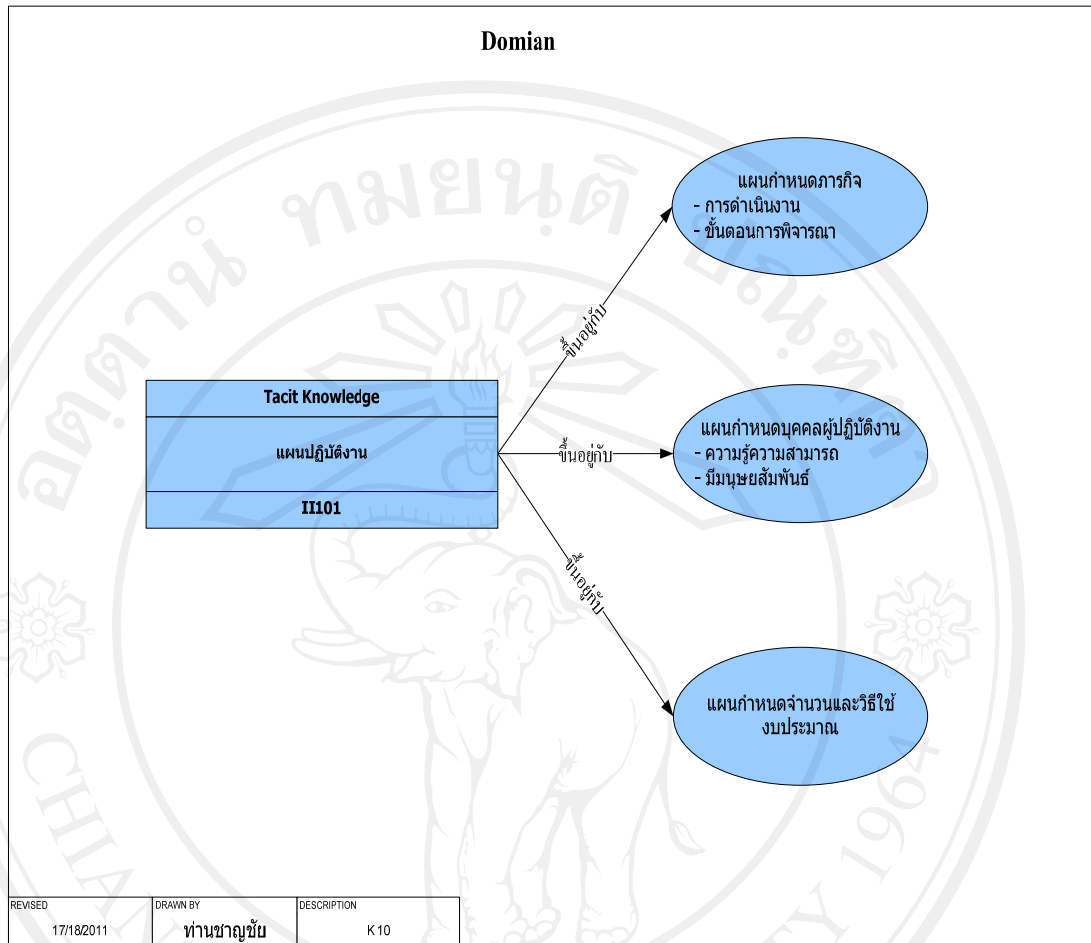 Domian
แผนกำหนดภารกิจ
- การดำเนินงาน
- ขั้นตอนการพิจารณา
ขึ้นอยู่กับ
Tacit Knowledge
แผนปฏิบัติงาน
II101
ขึ้นอยู่กับ
แผนกำหนดบุคคลผู้ปฏิบัติงาน
- ความรู้ความสามารถ
- มีมนุษยสัมพันธ์
ขึ้นอยู่กับ
แผนกำหนดจำนวนและวิธีใช้
งบประมาณ
REVISED
17/18/2011
DRAWN BY
ท่านชาญชัย
DESCRIPTION
K 10